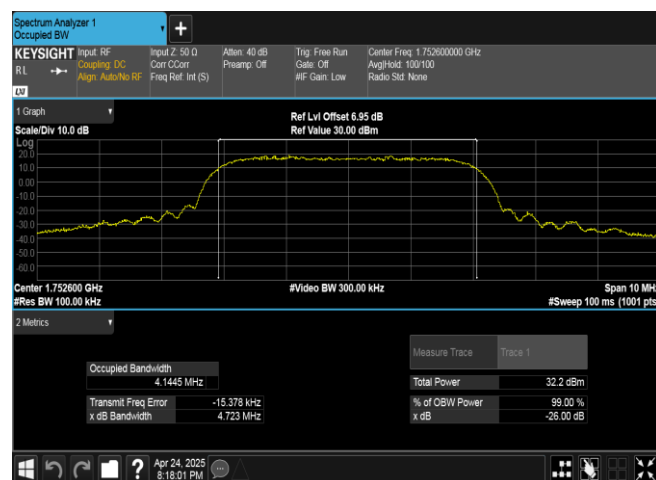 Spectrum Analyzer 1
Occupied BW
+
KEYSIGHT Input: RF Input Z: 50 Ω Atten: 40 dB Trig: Free Run Center Freq: 1.752600000 GHz
RL Coupling: DC Corr CCorr Preamp: Off Gate: Off Avg|Hold: 100/100
Align: Auto/No RF Freq Ref: Int (S) #IF Gain: Low Radio Std: None
LXI
1 Graph
Ref Lvl Offset 6.95 dB
Scale/Div 10.0 dB Ref Value 30.00 dBm
Log
20.0
10.0
0.00
-10.0
-20.0
-30.0
-40.0
-50.0
-60.0
Center 1.752600 GHz #Video BW 300.00 kHz Span 10 MHz
#Res BW 100.00 kHz #Sweep 100 ms (1001 pts
2 Metrics
Measure Trace Trace 1
Occupied Bandwidth
4.1445 MHz
Total Power 32.2 dBm
Transmit Freq Error -15.378 kHz % of OBW Power 99.00 %
x dB Bandwidth 4.723 MHz x dB -26.00 dB
? Apr 24, 2025
8:18:01 PM